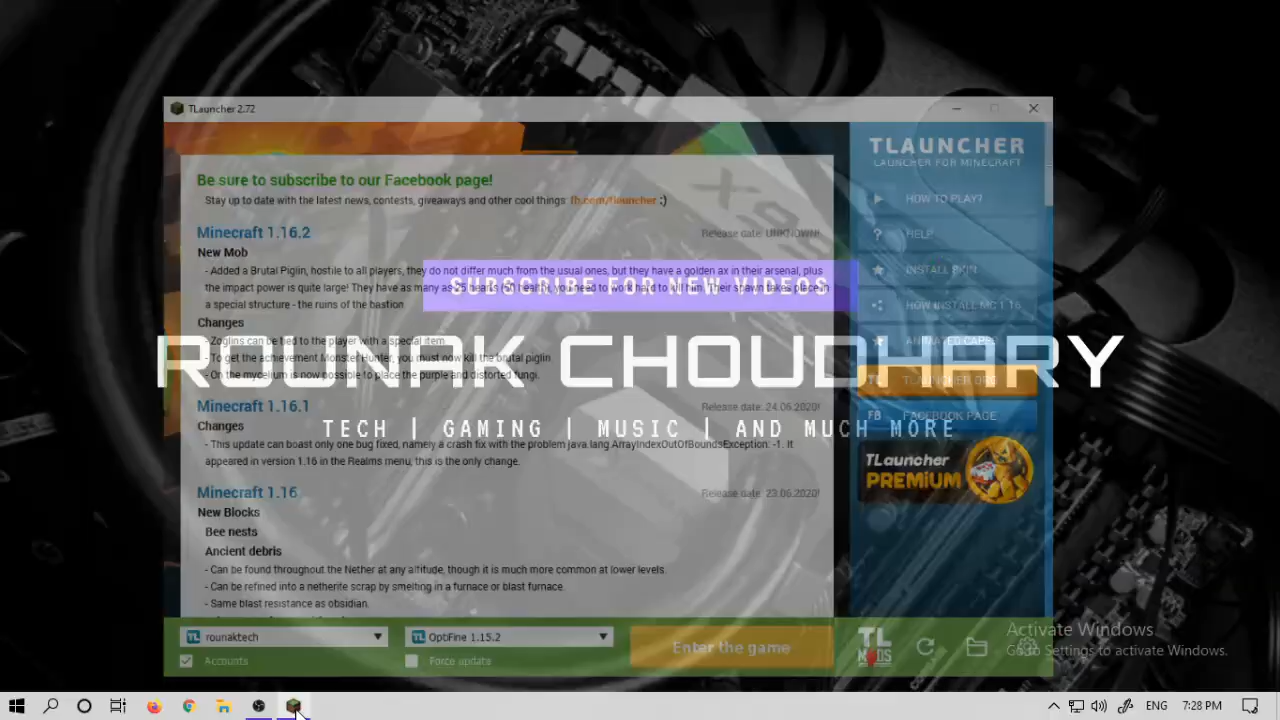 TLauncher 2.72
TLAUNCHER
LAUNCHER FOR MINECRAFT
Be sure to subscribe to our Facebook page!
Stay up to date with the latest news, contests, giveaways and other cool things fb.com/tlauncher :)
Minecraft 1.16.2
Release date: UNKNOWN!
New Mob
- Added a Brutal Piglin, hostile to all players, they do not differ much from the usual ones, but they have a golden ax in their arsenal, plus
the impact power is quite large! They have as many as 25 hearts (50 health), you need to work hard to kill him. Their spawn takes place in
a special structure - the ruins of the bastion
SUBSCRIBE FOR NEW VIDEOS
Changes
- Zoglins can be tied to the player with a special item.
- To get the achievement Monster Hunter, you must now kill the brutal piglin
- On the mycelium is now possible to place the purple and distorted fungi.
ROUNAK CHOUDHARY
Minecraft 1.16.1
Release date: 24.06.2020!
TECH | GAMING | MUSIC | AND MUCH MORE
Changes
- This update can boast only one bug fixed, namely a crash fix with the problem java.lang.ArrayIndexOutOfBoundsException: -1. It
appeared in version 1.16 in the Realms menu, this is the only change.
Minecraft 1.16
Release date: 23.06.2020!
New Blocks
Bee nests
Ancient debris
- Can be found throughout the Nether at any altitude, though it is much more common at lower levels.
- Can be refined into a netherite scrap by smelting in a furnace or blast furnace.
- Same blast resistance as obsidian.
HOW TO PLAY?
? HELP
INSTALL SKIN
HOW INSTALL MC 1.16
ANIMATED CAPES
TL TLAUNCHER.ORG
FB FACEBOOK PAGE
TLauncher
PREMIUM
TL rounaktech
TL OptiFine 1.15.2
Enter the game
TL
MODS
Accounts
Force update
Activate Windows
Go to Settings to activate Windows.
ENG
7:28 PM